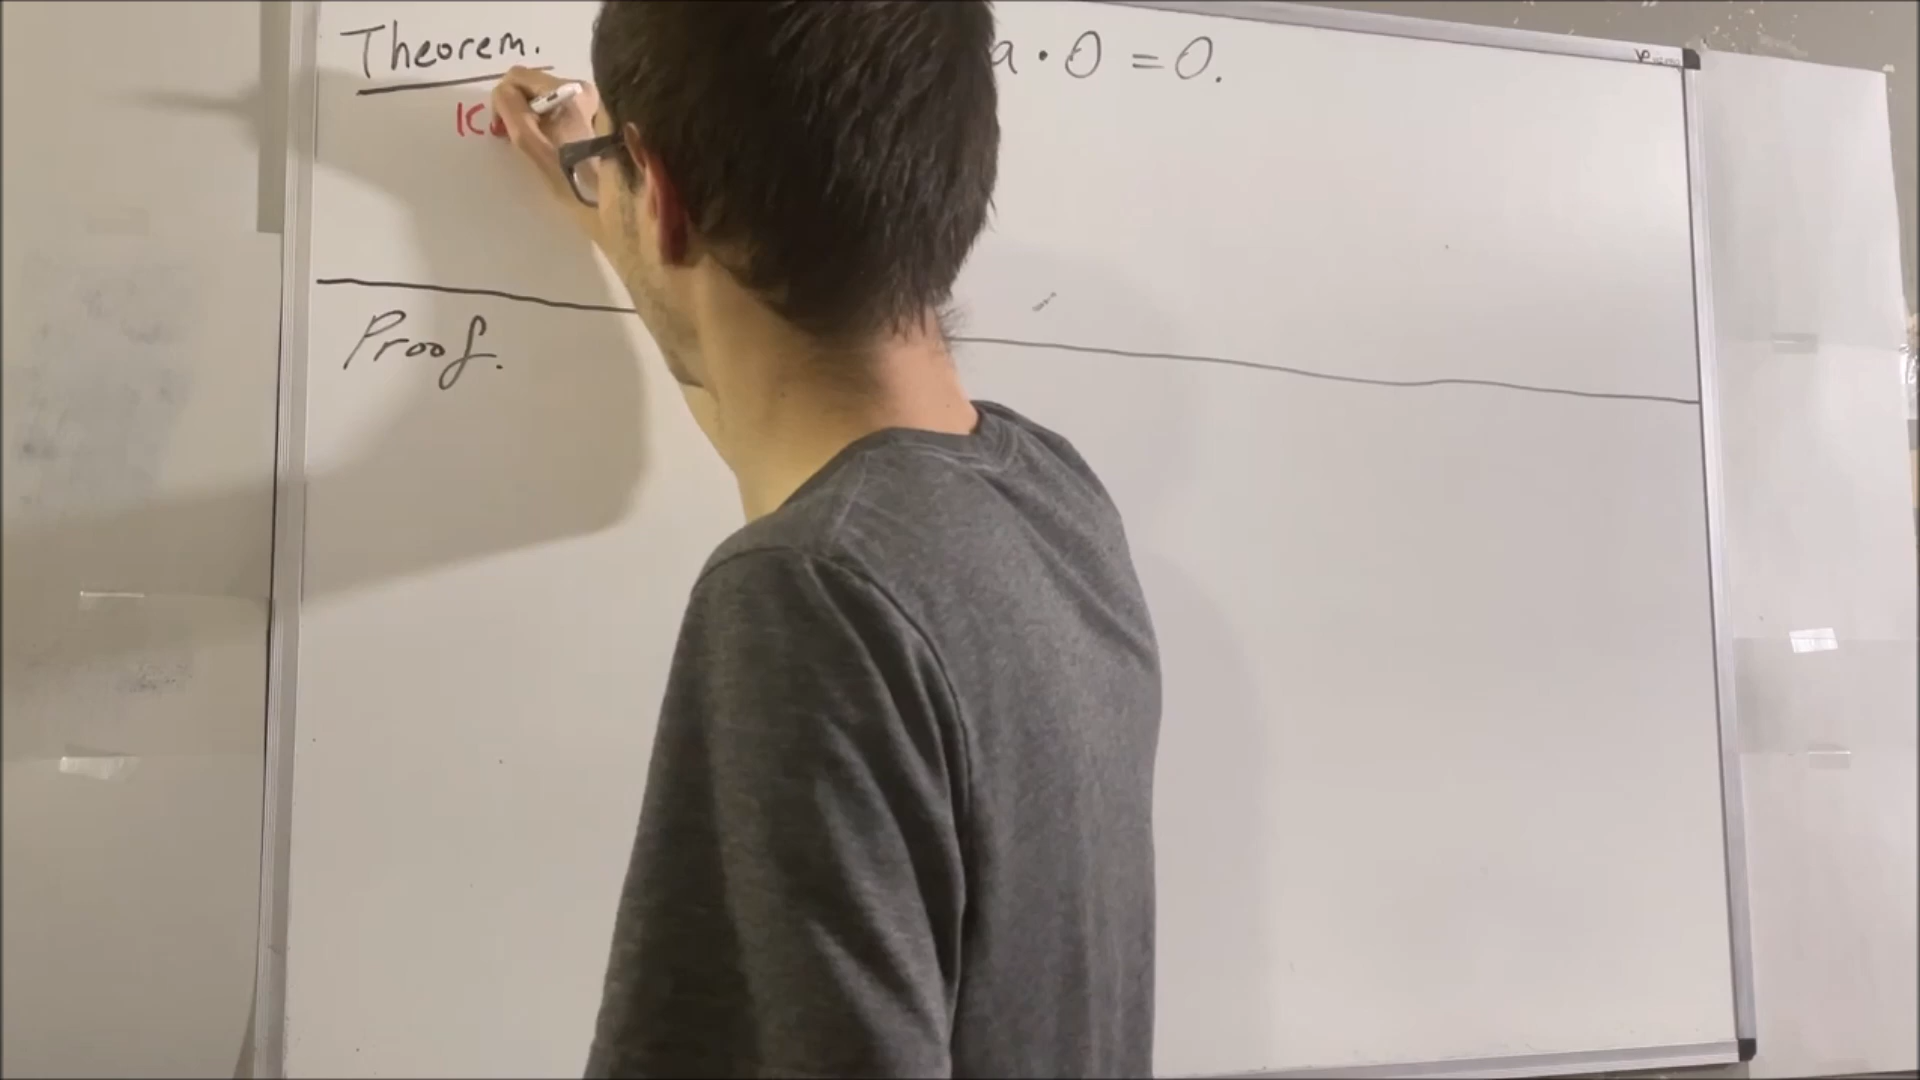 Theorem. a · 0 = 0.
Proof.